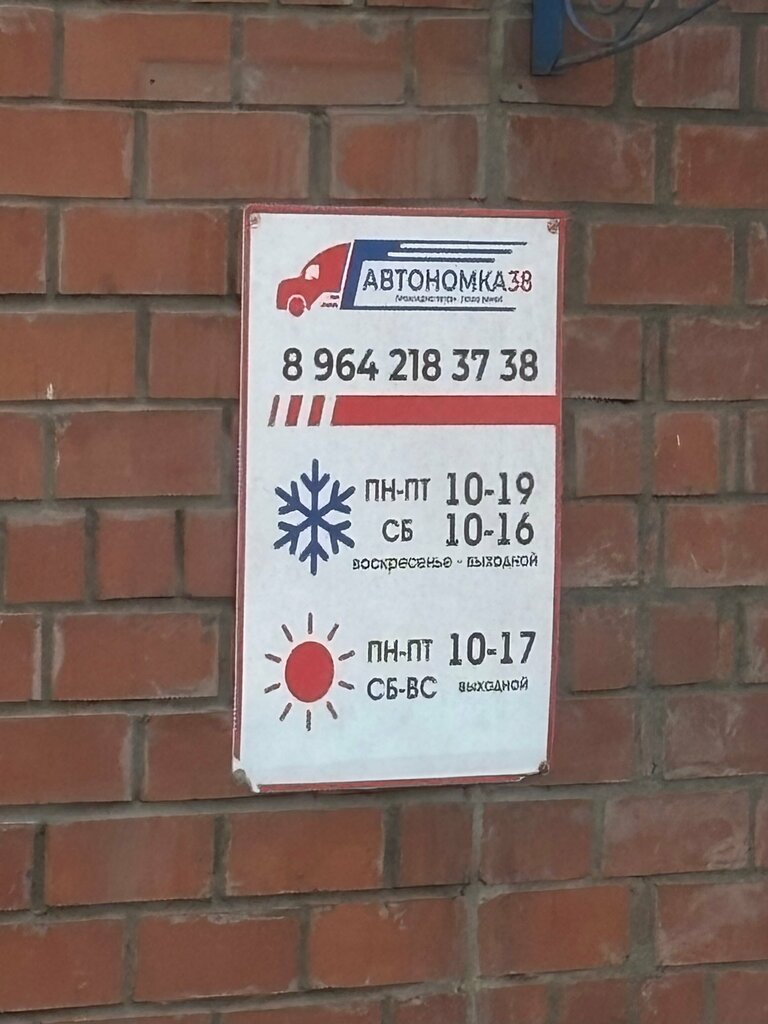 АВТОНОМКА38
8 964 218 37 38
ПН-ПТ 10-19
СБ 10-16
воскресенье - выходной
ПН-ПТ 10-17
СБ-ВС выходной